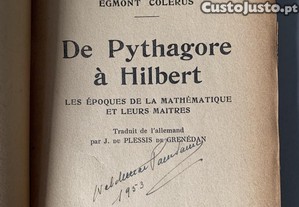 Custojusto.pt
EGMONT COLERUS
De Pythagore
à Hilbert
LES ÉPOQUES DE LA MATHÉMATIQUE
ET LEURS MAITRES
Traduit de l'allemand
par J. DU PLESSIS DE GRENÉDAN
1953